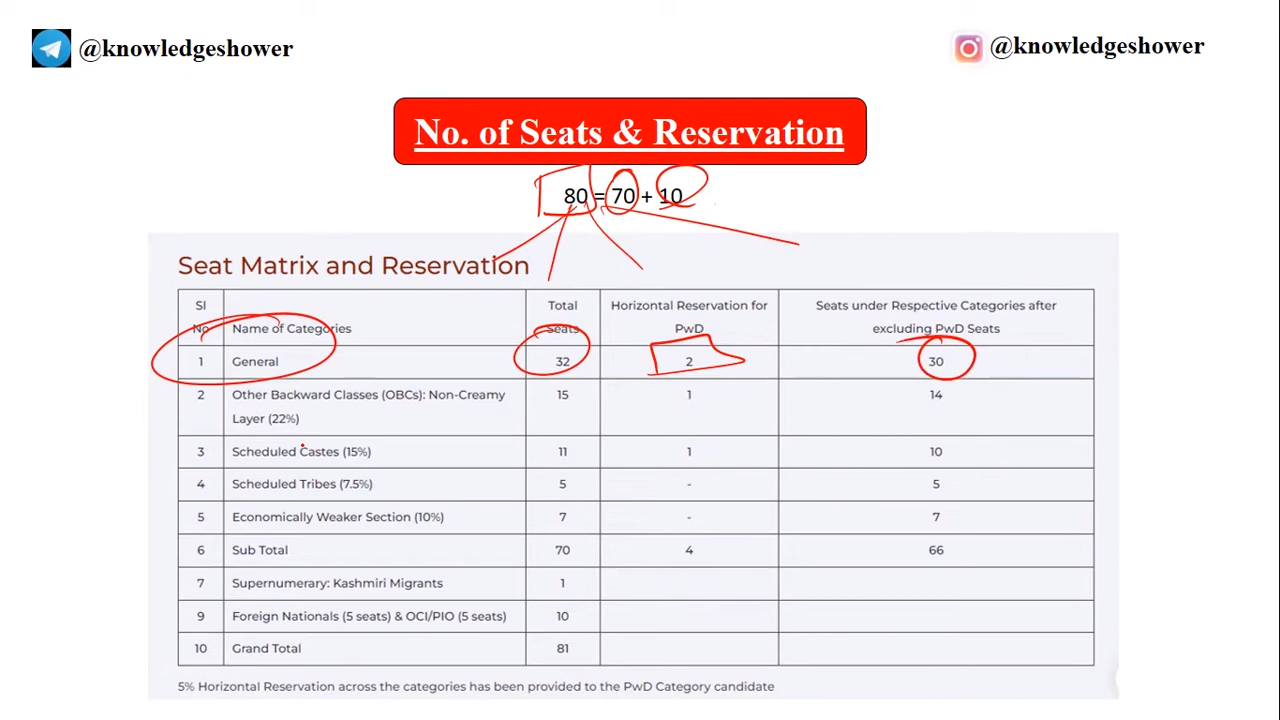 @knowledgeshower
@knowledgeshower
No. of Seats & Reservation
80 = 70 + 10
Seat Matrix and Reservation
Sl No Name of Categories Total Seats Horizontal Reservation for PwD Seats under Respective Categories after excluding PwD Seats
1 General 32 2 30
2 Other Backward Classes (OBCs): Non-Creamy Layer (22%) 15 1 14
3 Scheduled Castes (15%) 11 1 10
4 Scheduled Tribes (7.5%) 5 - 5
5 Economically Weaker Section (10%) 7 - 7
6 Sub Total 70 4 66
7 Supernumerary: Kashmiri Migrants 1
9 Foreign Nationals (5 seats) & OCI/PIO (5 seats) 10
10 Grand Total 81
5% Horizontal Reservation across the categories has been provided to the PwD Category candidate